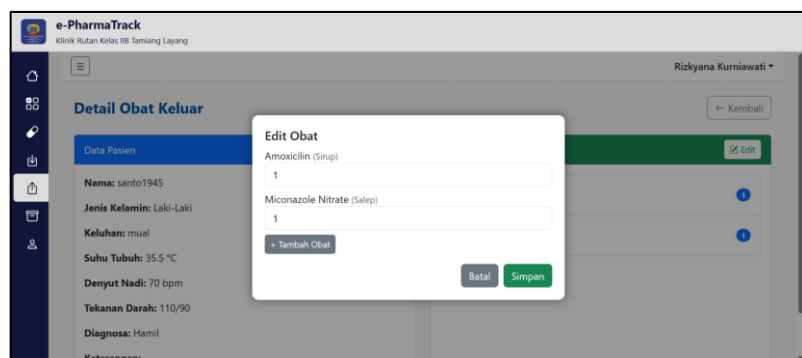 e-PharmaTrack
Klinik Rutan Kelas IIB Tamiang Layang
Rizkyana Kurniawati
Detail Obat Keluar
← Kembali
Data Pasien
Edit
Nama: santo1945
Jenis Kelamin: Laki-Laki
Keluhan: mual
Suhu Tubuh: 35.5 °C
Denyut Nadi: 70 bpm
Tekanan Darah: 110/90
Diagnosa: Hamil
Keterangan:
1
1
Edit Obat
Amoxicilin (Sirup)
1
Miconazole Nitrate (Salep)
1
+ Tambah Obat
Batal
Simpan